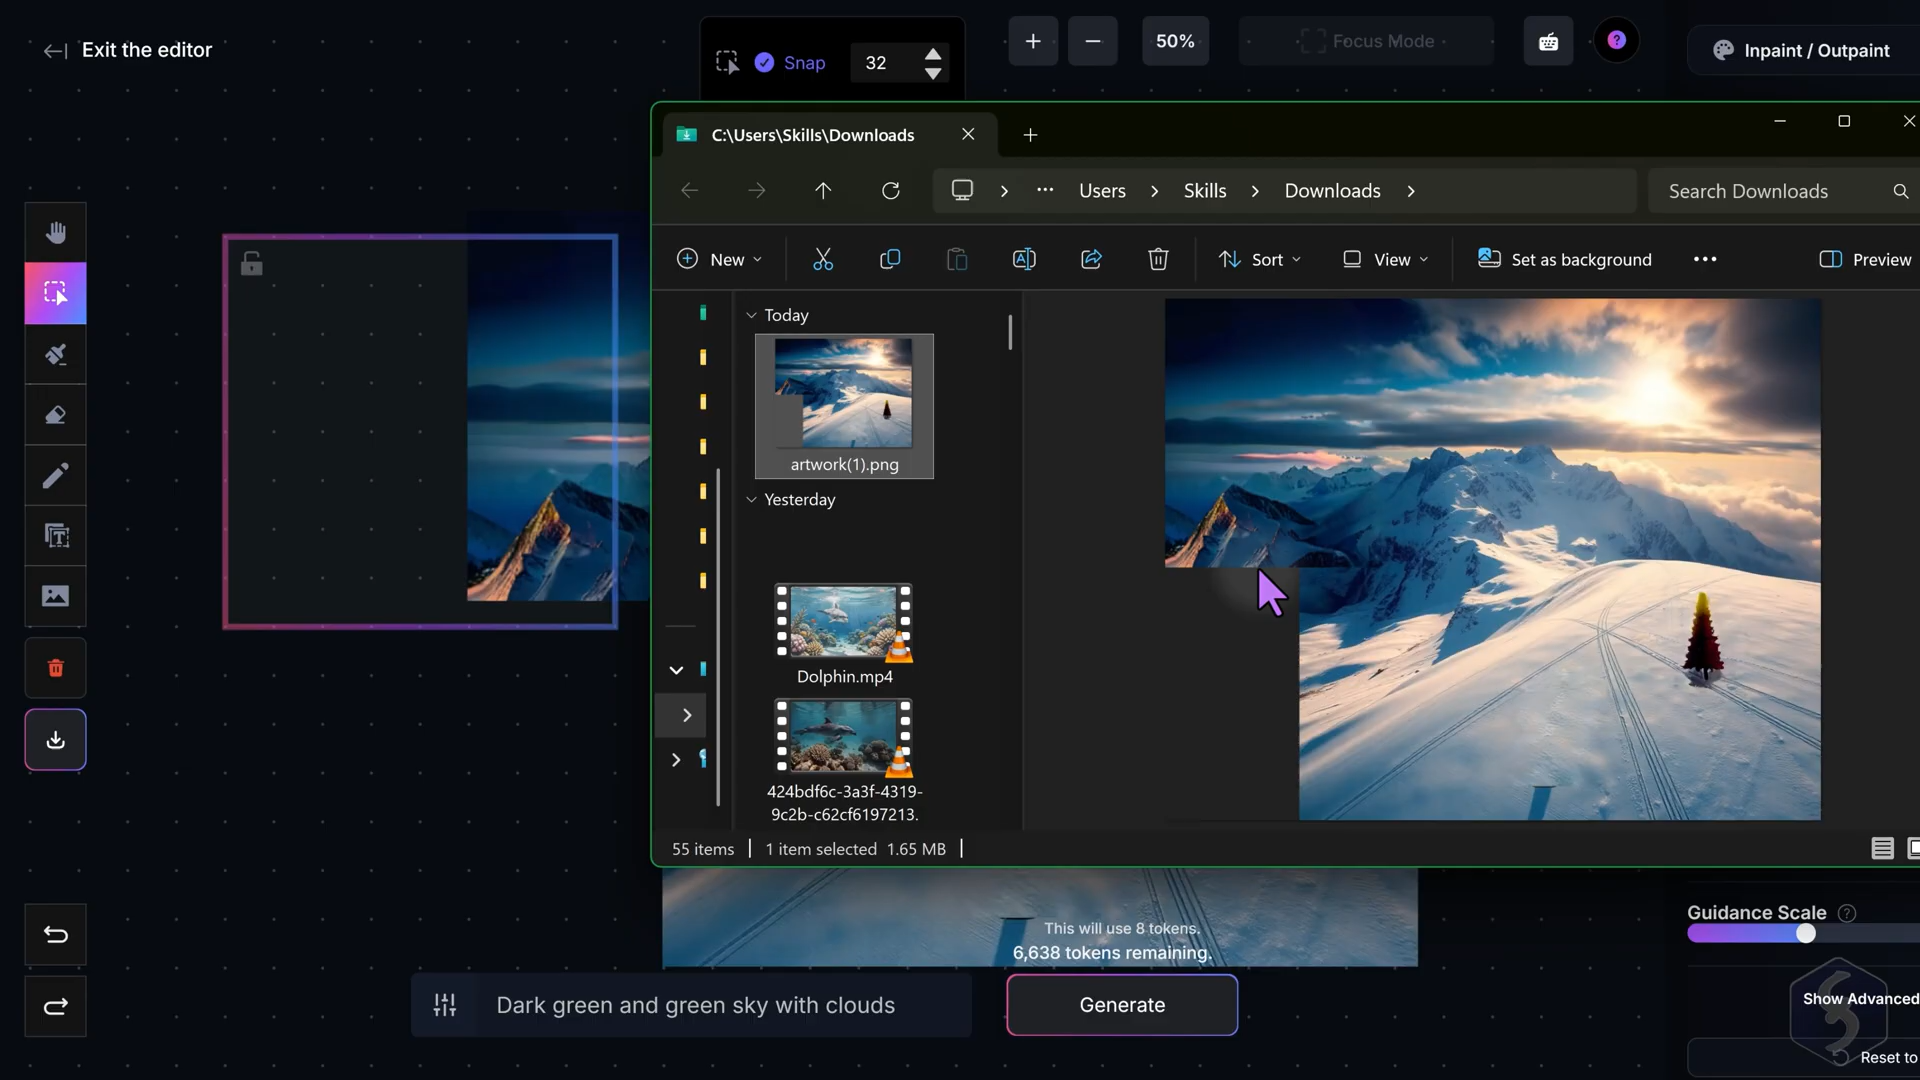 Exit the editor
Snap
32
50%
Focus Mode
?
Inpaint / Outpaint
C:\Users\Skills\Downloads
Users
Skills
Downloads
Search Downloads
New
Sort
View
Set as background
Preview
Today
artwork(1).png
Yesterday
Dolphin.mp4
424bdf6c-3a3f-4319-
9c2b-c62cf6197213.
55 items
1 item selected 1.65 MB
Guidance Scale ?
This will use 8 tokens.
6,638 tokens remaining.
Dark green and green sky with clouds
Generate
Show Advanced
Reset to